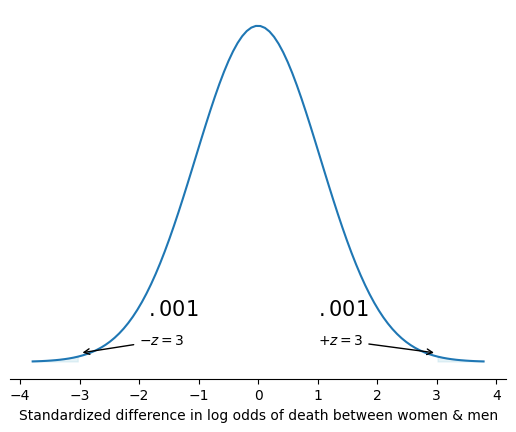 .001 .001
−z = 3 +z = 3
−4 −3 −2 −1 0 1 2 3 4
Standardized difference in log odds of death between women & men